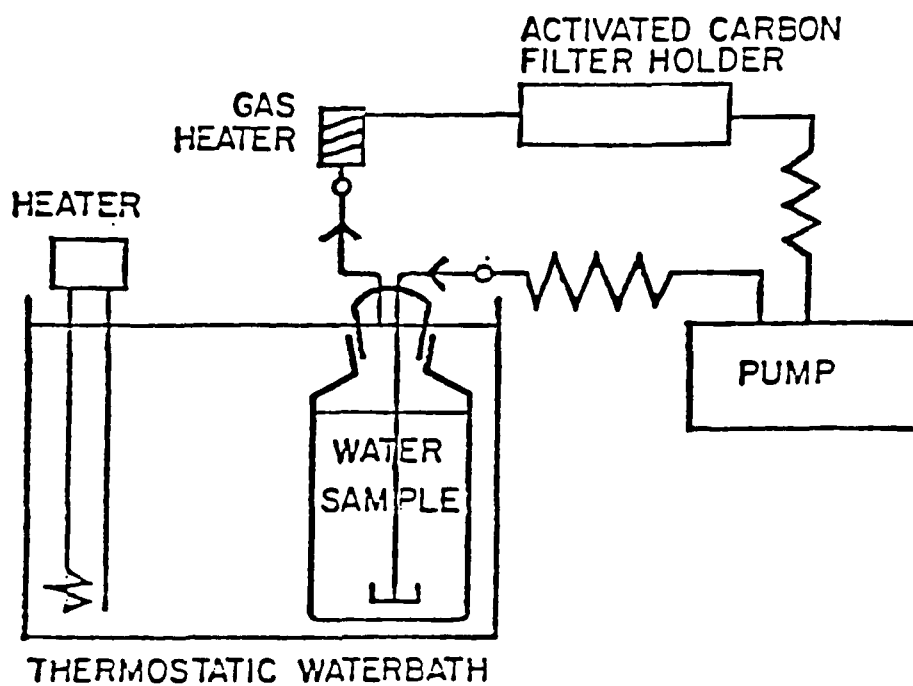 ACTIVATED CARBON
FILTER HOLDER
GAS
HEATER
HEATER
PUMP
WATER
SAMPLE
THERMOSTATIC WATERBATH